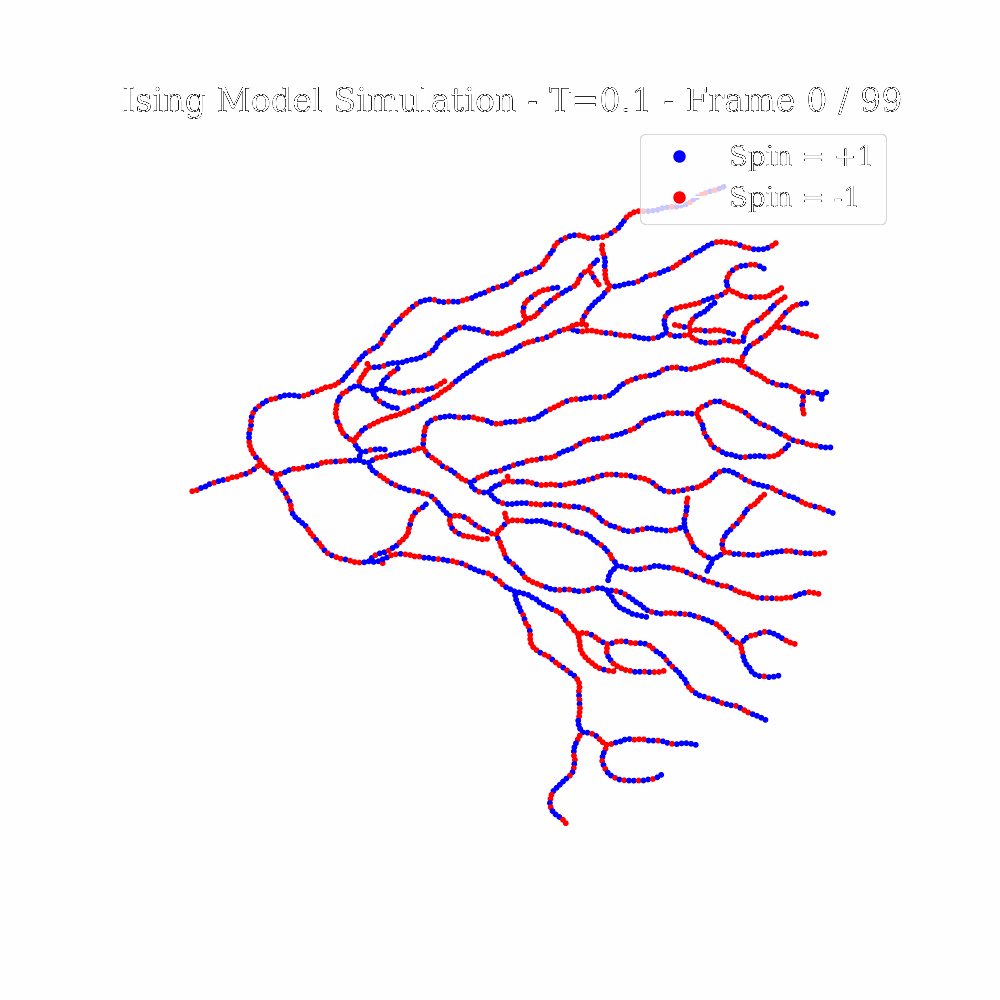 Ising Model Simulation - T=0.1 - Frame 0 / 99
Spin = +1
Spin = -1